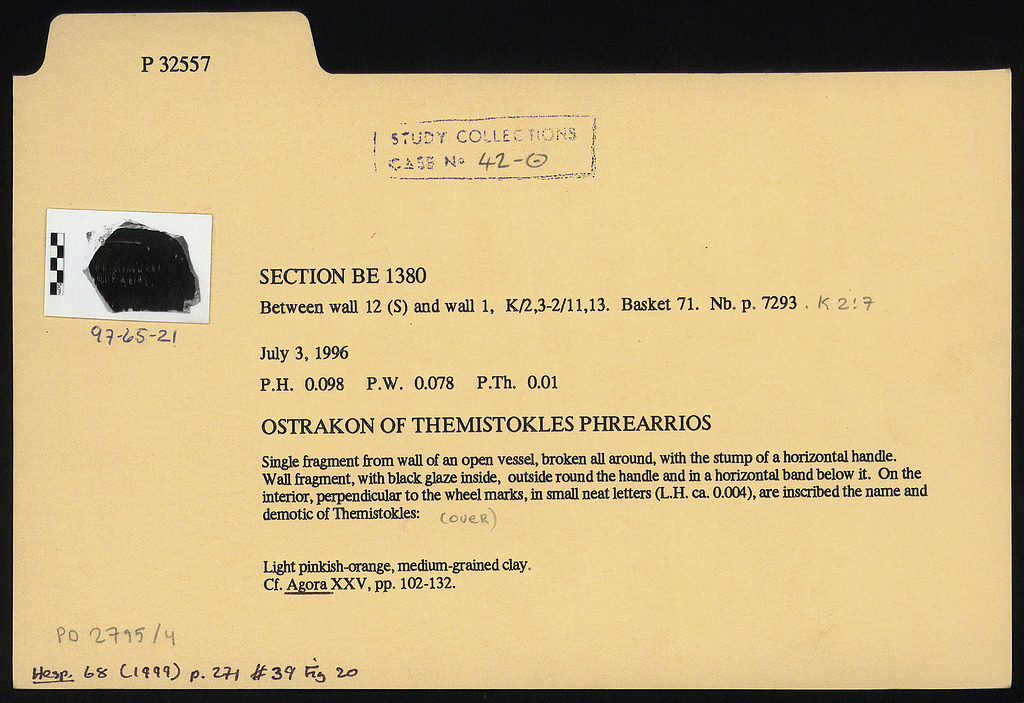 P 32557
STUDY COLLECTIONS
CASE No 42-0
97-65-21
SECTION BE 1380
Between wall 12 (S) and wall 1, K/2,3-2/11,13. Basket 71. Nb. p. 7293 . K 2:7
July 3, 1996
P.H. 0.098 P.W. 0.078 P.Th. 0.01
OSTRAKON OF THEMISTOKLES PHREARRIOS
Single fragment from wall of an open vessel, broken all around, with the stump of a horizontal handle.
Wall fragment, with black glaze inside, outside round the handle and in a horizontal band below it. On the
interior, perpendicular to the wheel marks, in small neat letters (L.H. ca. 0.004), are inscribed the name and
demotic of Themistokles: (OVER)
Light pinkish-orange, medium-grained clay.
Cf. Agora XXV, pp. 102-132.
PD 2795/4
Hesp. 68 (1999) p. 271 #39 Fig 20